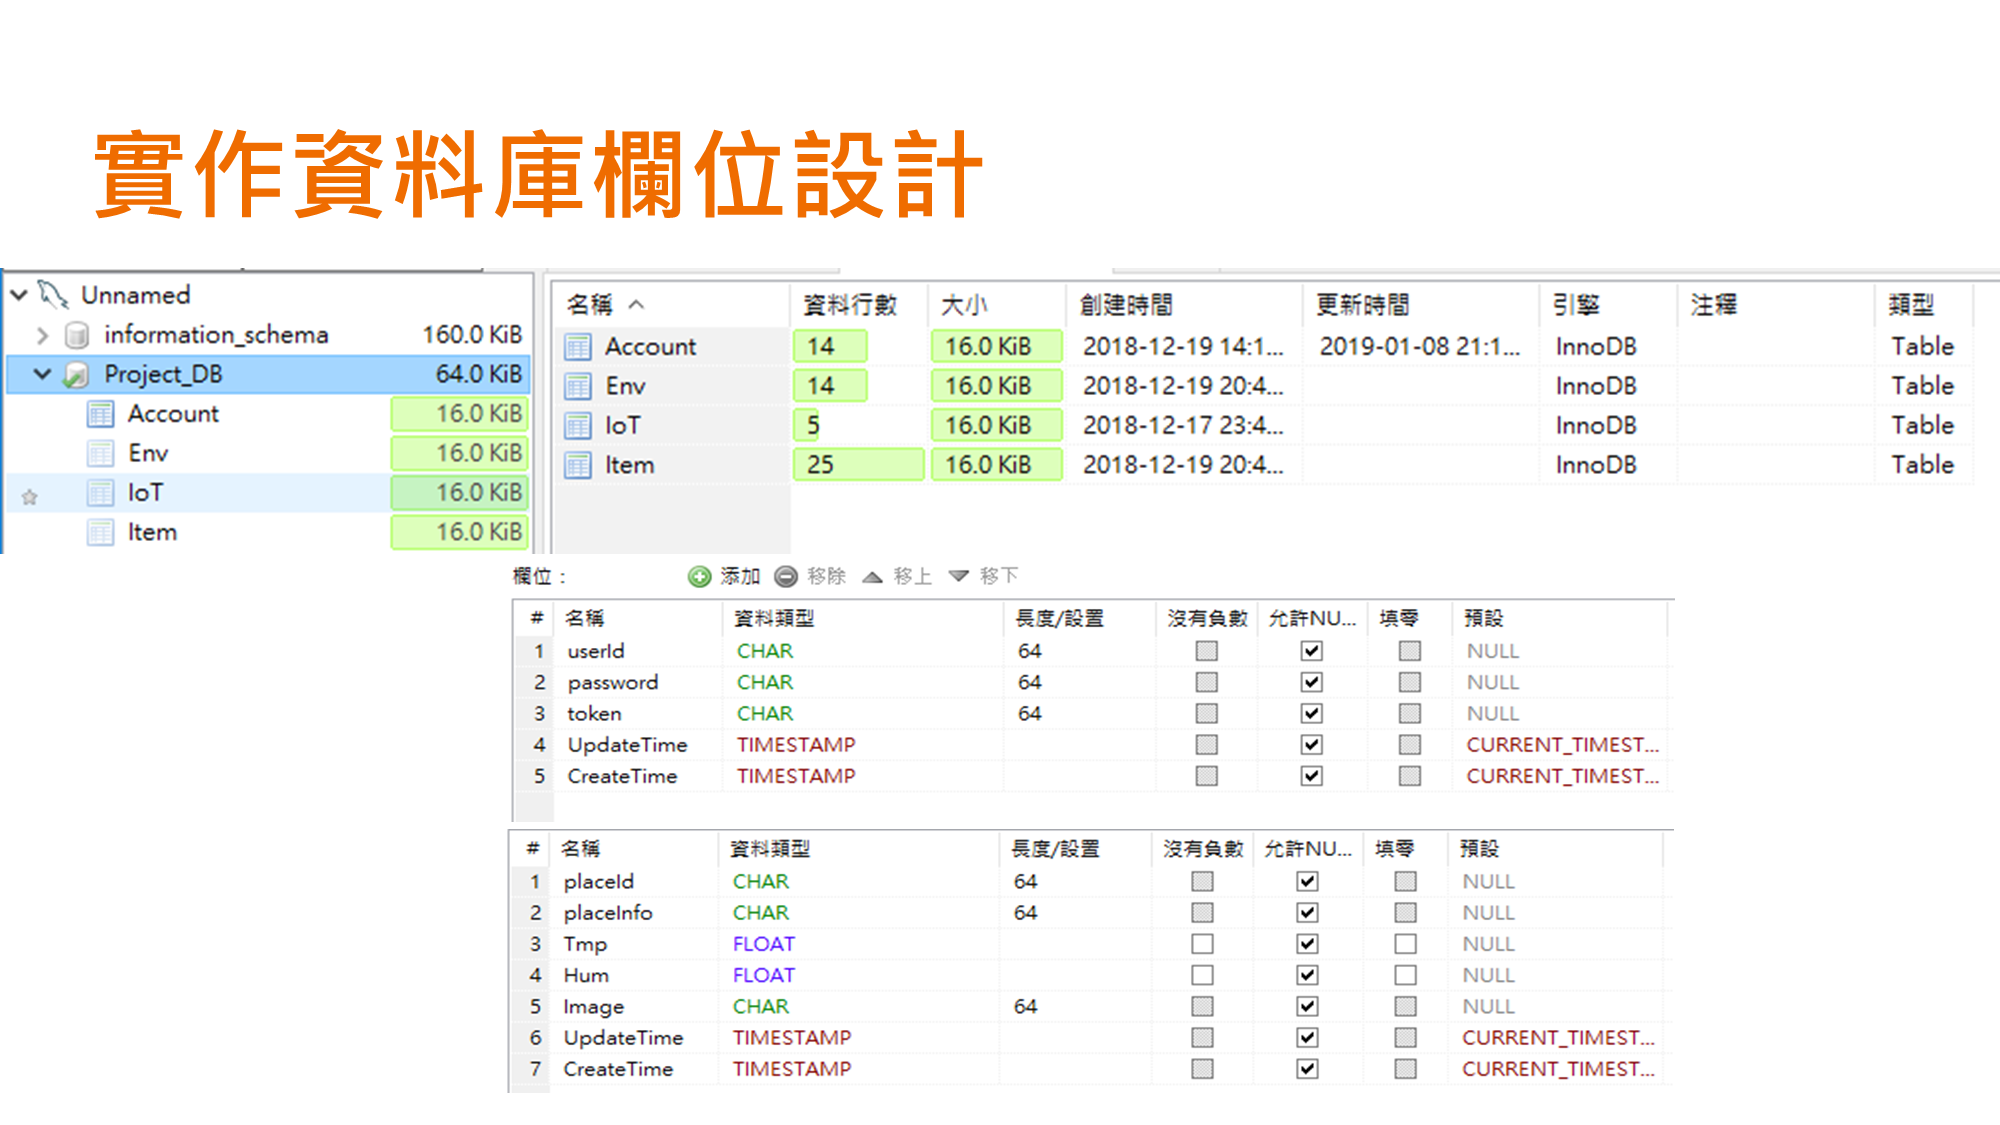 實作資料庫欄位設計
Unnamed
information_schema 160.0 KiB
Project_DB 64.0 KiB
Account 16.0 KiB
Env 16.0 KiB
IoT 16.0 KiB
Item 16.0 KiB
名稱 資料行數 大小 創建時間 更新時間 引擎 注釋 類型
Account 14 16.0 KiB 2018-12-19 14:1... 2019-01-08 21:1... InnoDB Table
Env 14 16.0 KiB 2018-12-19 20:4... InnoDB Table
IoT 5 16.0 KiB 2018-12-17 23:4... InnoDB Table
Item 25 16.0 KiB 2018-12-19 20:4... InnoDB Table
欄位： 添加 移除 移上 移下
# 名稱 資料類型 長度/設置 沒有負數 允許NU... 填零 預設
1 userId CHAR 64 NULL
2 password CHAR 64 NULL
3 token CHAR 64 NULL
4 UpdateTime TIMESTAMP CURRENT_TIMEST...
5 CreateTime TIMESTAMP CURRENT_TIMEST...
# 名稱 資料類型 長度/設置 沒有負數 允許NU... 填零 預設
1 placeId CHAR 64 NULL
2 placeInfo CHAR 64 NULL
3 Tmp FLOAT NULL
4 Hum FLOAT NULL
5 Image CHAR 64 NULL
6 UpdateTime TIMESTAMP CURRENT_TIMEST...
7 CreateTime TIMESTAMP CURRENT_TIMEST...